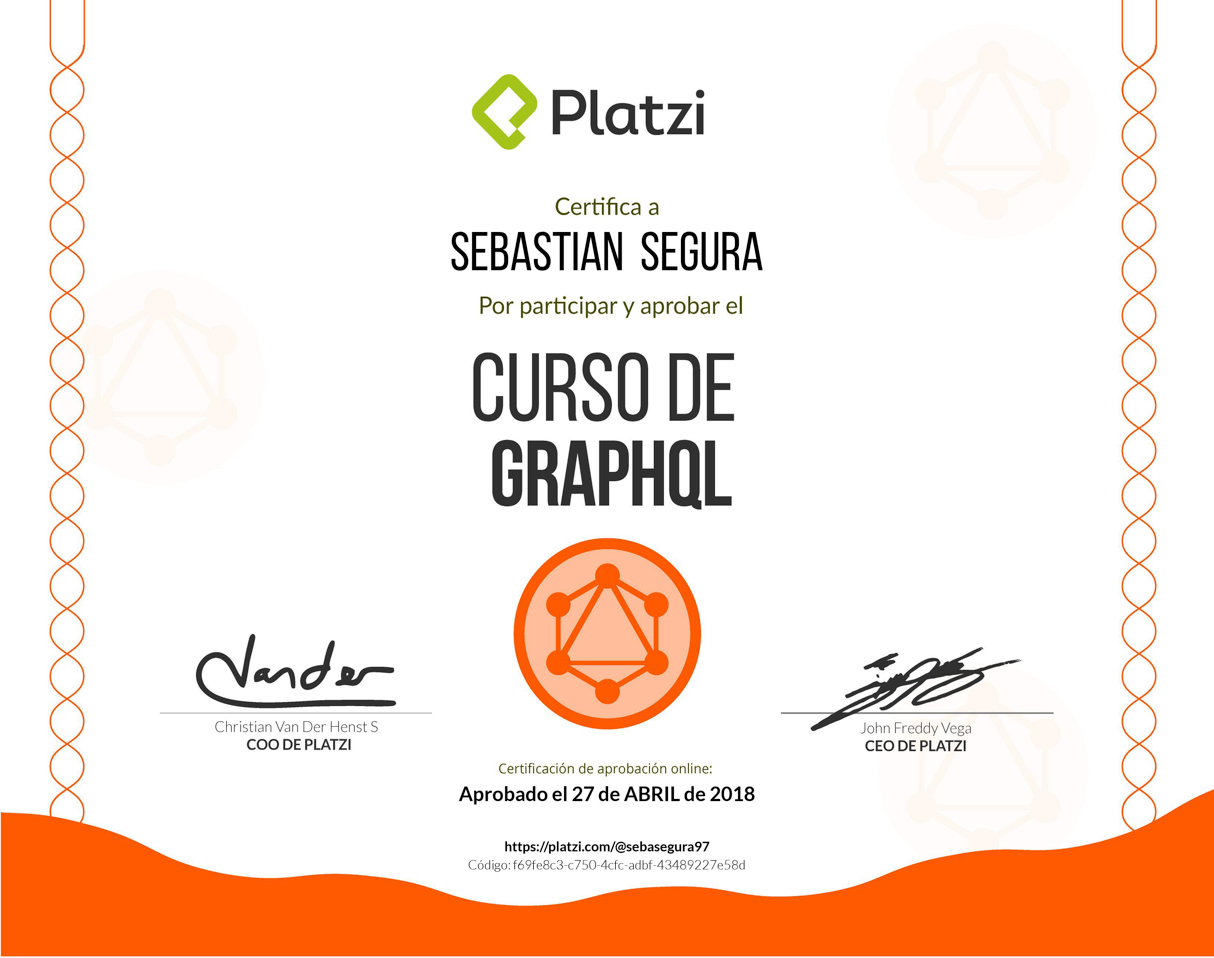 Platzi
Certifica a
SEBASTIAN SEGURA
Por participar y aprobar el
CURSO DE
GRAPHQL
Vander
Christian Van Der Henst S
COO DE PLATZI
John Freddy Vega
CEO DE PLATZI
Certificación de aprobación online:
Aprobado el 27 de ABRIL de 2018
https://platzi.com/@sebasegura97
Código: f69fe8c3-c750-4cfc-adbf-43489227e58d